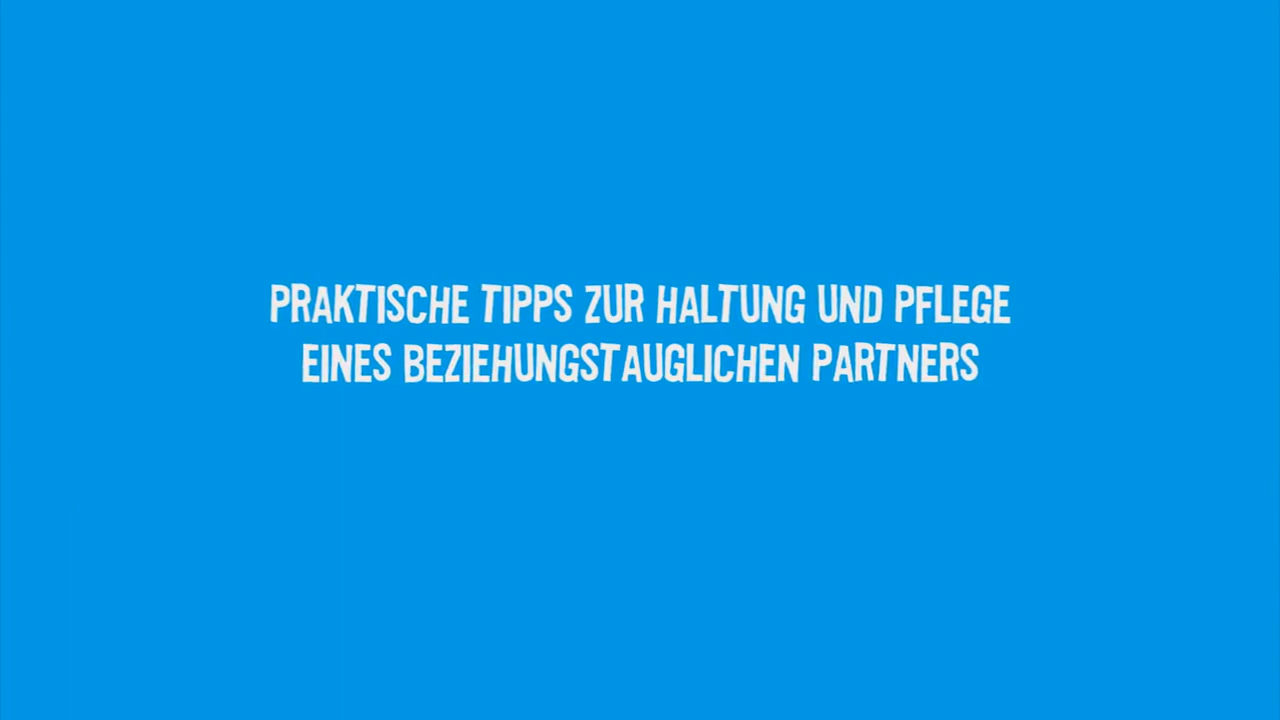 PRAKTISCHE TIPPS ZUR HALTUNG UND PFLEGE
EINES BEZIEHUNGSTAUGLICHEN PARTNERS